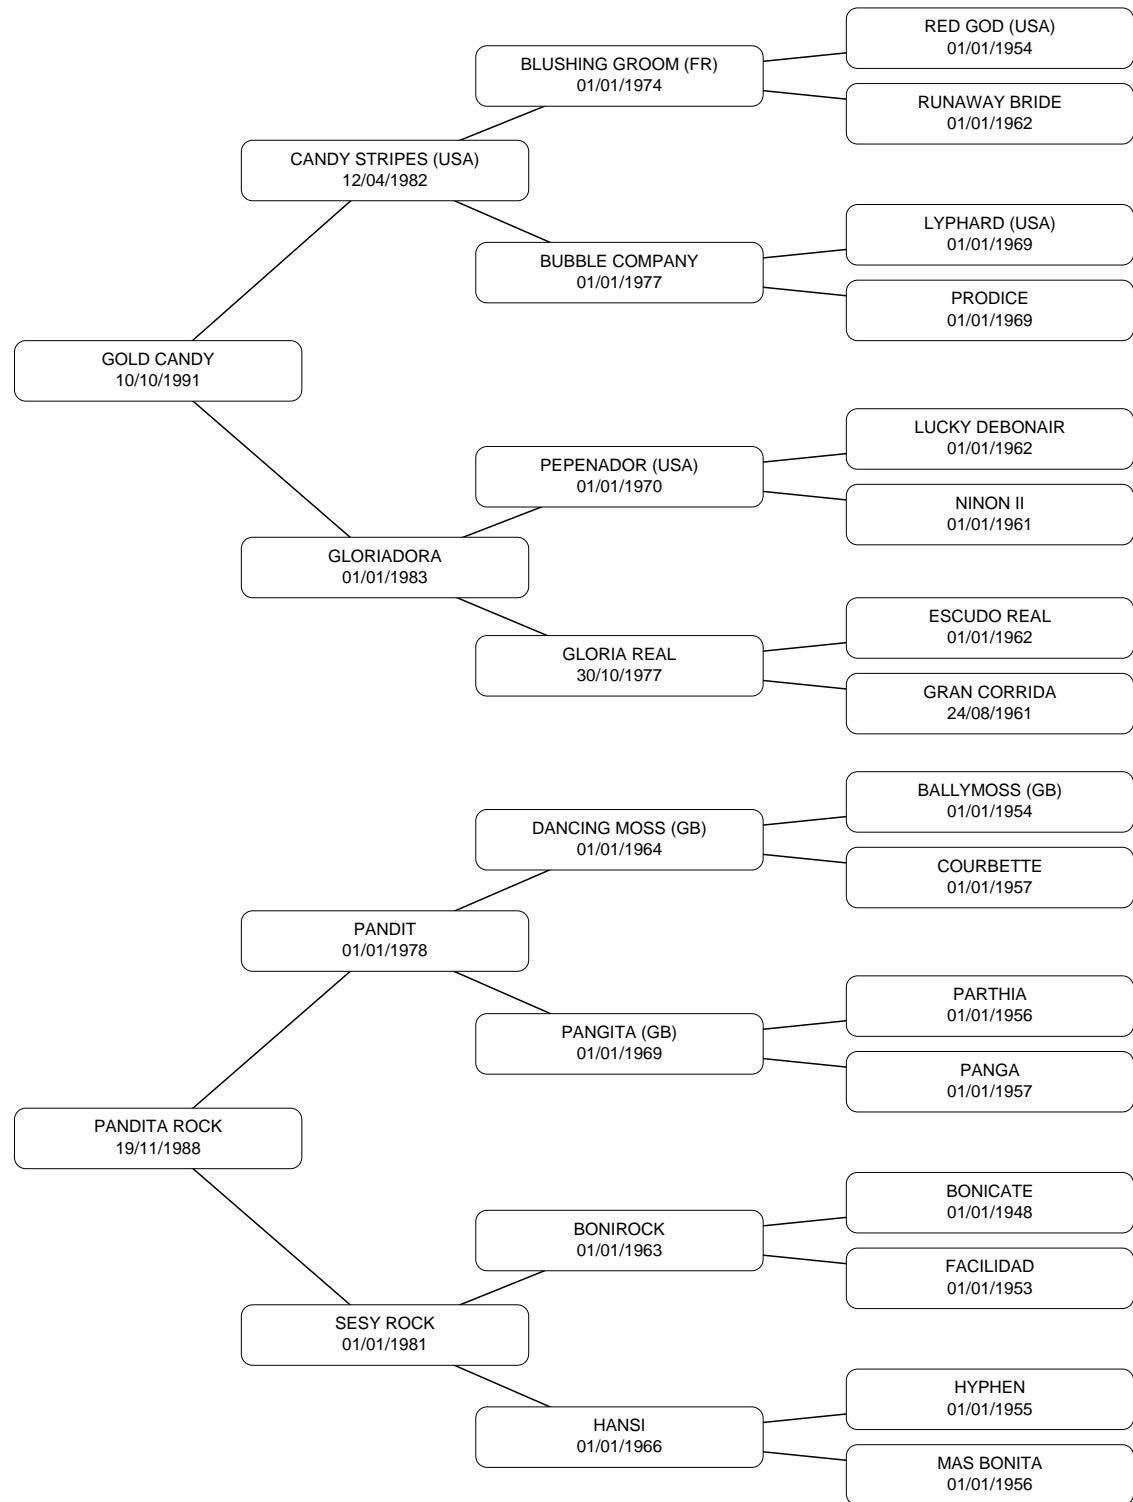 RED GOD (USA)
01/01/1954
BLUSHING GROOM (FR)
01/01/1974
RUNAWAY BRIDE
01/01/1962
CANDY STRIPES (USA)
12/04/1982
LYPHARD (USA)
01/01/1969
BUBBLE COMPANY
01/01/1977
PRODICE
01/01/1969
GOLD CANDY
10/10/1991
LUCKY DEBONAIR
01/01/1962
PEPENADOR (USA)
01/01/1970
NINON II
01/01/1961
GLORIADORA
01/01/1983
ESCUDO REAL
01/01/1962
GLORIA REAL
30/10/1977
GRAN CORRIDA
24/08/1961
BALLYMOSS (GB)
01/01/1954
DANCING MOSS (GB)
01/01/1964
COURBETTE
01/01/1957
PANDIT
01/01/1978
PARTHIA
01/01/1956
PANGITA (GB)
01/01/1969
PANGA
01/01/1957
PANDITA ROCK
19/11/1988
BONICATE
01/01/1948
BONIROCK
01/01/1963
FACILIDAD
01/01/1953
SESY ROCK
01/01/1981
HYPHEN
01/01/1955
HANSI
01/01/1966
MAS BONITA
01/01/1956